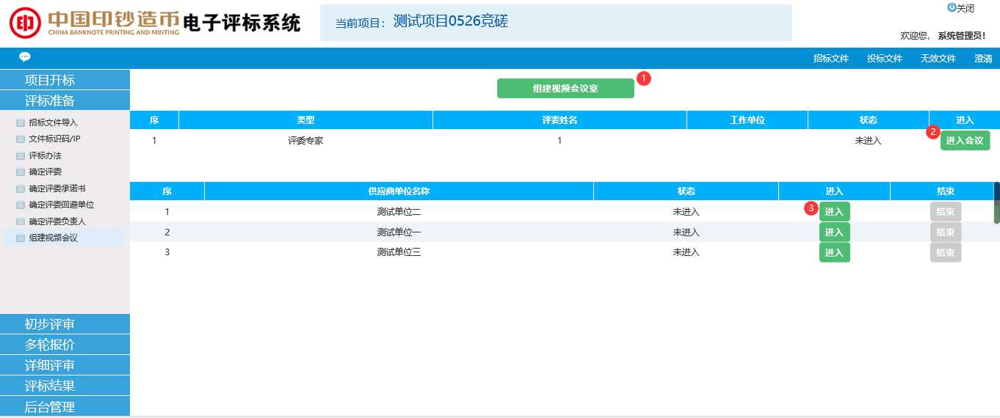 中国印钞造币
CHINA BANKNOTE PRINTING AND MINTING
电子评标系统
当前项目: 测试项目0526竞磋
关闭
欢迎您, 系统管理员!
招标文件 投标文件 无效文件 澄清
项目开标
评标准备
招标文件导入
文件标识码/IP
评标办法
确定评委
确定评委承诺书
确定评委回避单位
确定评委负责人
组建视频会议
初步评审
多轮报价
详细评审
评标结果
后台管理
组建视频会议室 1
序 类型 评委姓名 工作单位 状态 进入
1 评委专家 1 未进入 2 进入会议
序 供应商单位名称 状态 进入 结束
1 测试单位二 未进入 3 进入 结束
2 测试单位一 未进入 进入 结束
3 测试单位三 未进入 进入 结束